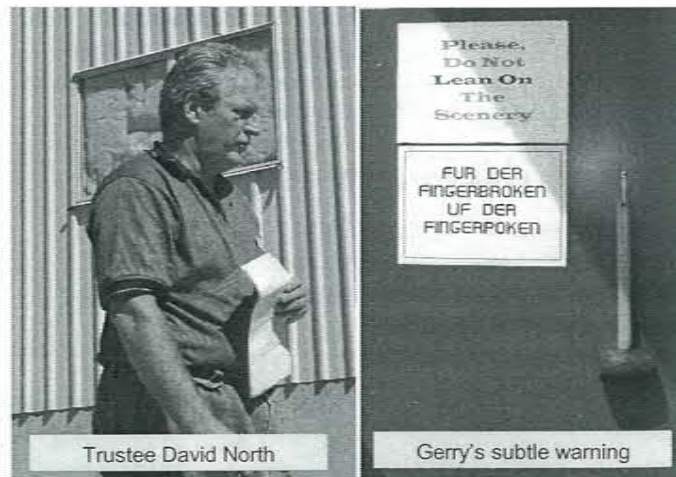 Please,
Do Not
Lean On
The
Scenery
FUR DER
FINGERBROKEN
UF DER
FINGERPOKEN
Trustee David North
Gerry's subtle warning